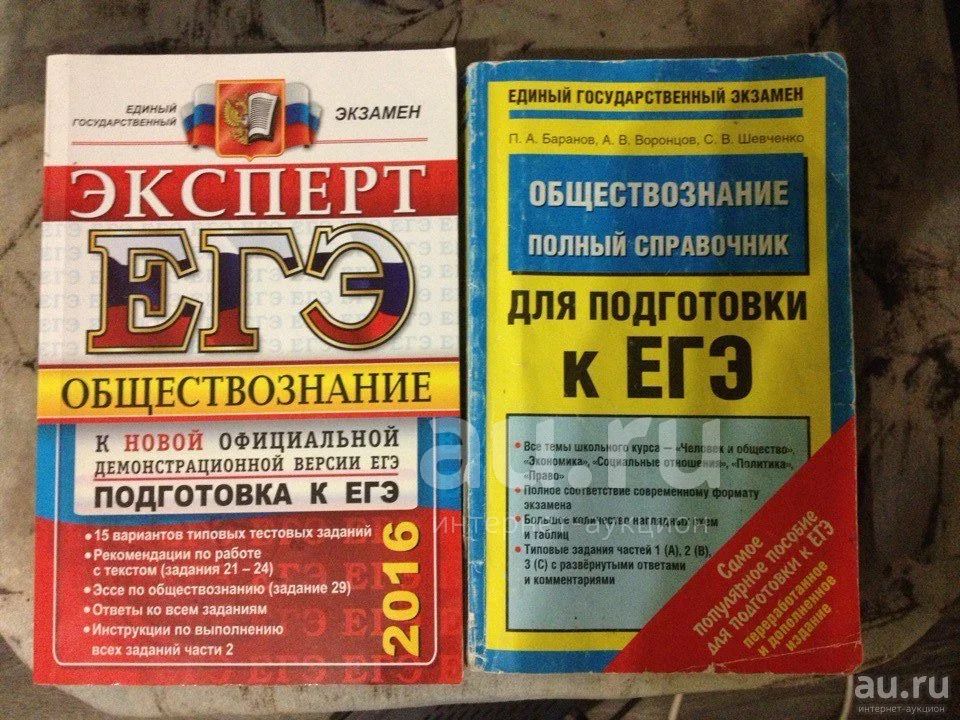 ЕДИНЫЙ
ГОСУДАРСТВЕННЫЙ
ЭКЗАМЕН
ЭКСПЕРТ
ЕГЭ
ОБЩЕСТВОЗНАНИЕ
К НОВОЙ ОФИЦИАЛЬНОЙ
ДЕМОНСТРАЦИОННОЙ ВЕРСИИ ЕГЭ
ПОДГОТОВКА К ЕГЭ
• 15 вариантов типовых тестовых заданий
• Рекомендации по работе
с текстом (задания 21 – 24)
• Эссе по обществознанию (задание 29)
• Ответы ко всем заданиям
• Инструкции по выполнению
всех заданий части 2
2016
ЕДИНЫЙ ГОСУДАРСТВЕННЫЙ ЭКЗАМЕН
П. А. Баранов, А. В. Воронцов, С. В. Шевченко
ОБЩЕСТВОЗНАНИЕ
ПОЛНЫЙ СПРАВОЧНИК
ДЛЯ ПОДГОТОВКИ
К ЕГЭ
• Все темы школьного курса — «Человек и общество»,
«Экономика», «Социальные отношения», «Политика»,
«Право»
• Полное соответствие современному формату
экзамена
• Большое количество наглядных схем
и таблиц
• Типовые задания частей 1 (А), 2 (В),
3 (С) с развёрнутыми ответами
и комментариями
Самое
популярное пособие
для подготовки к ЕГЭ
переработанное
и дополненное
издание
au.ru
интернет-аукцион
au.ru
интернет-аукцион